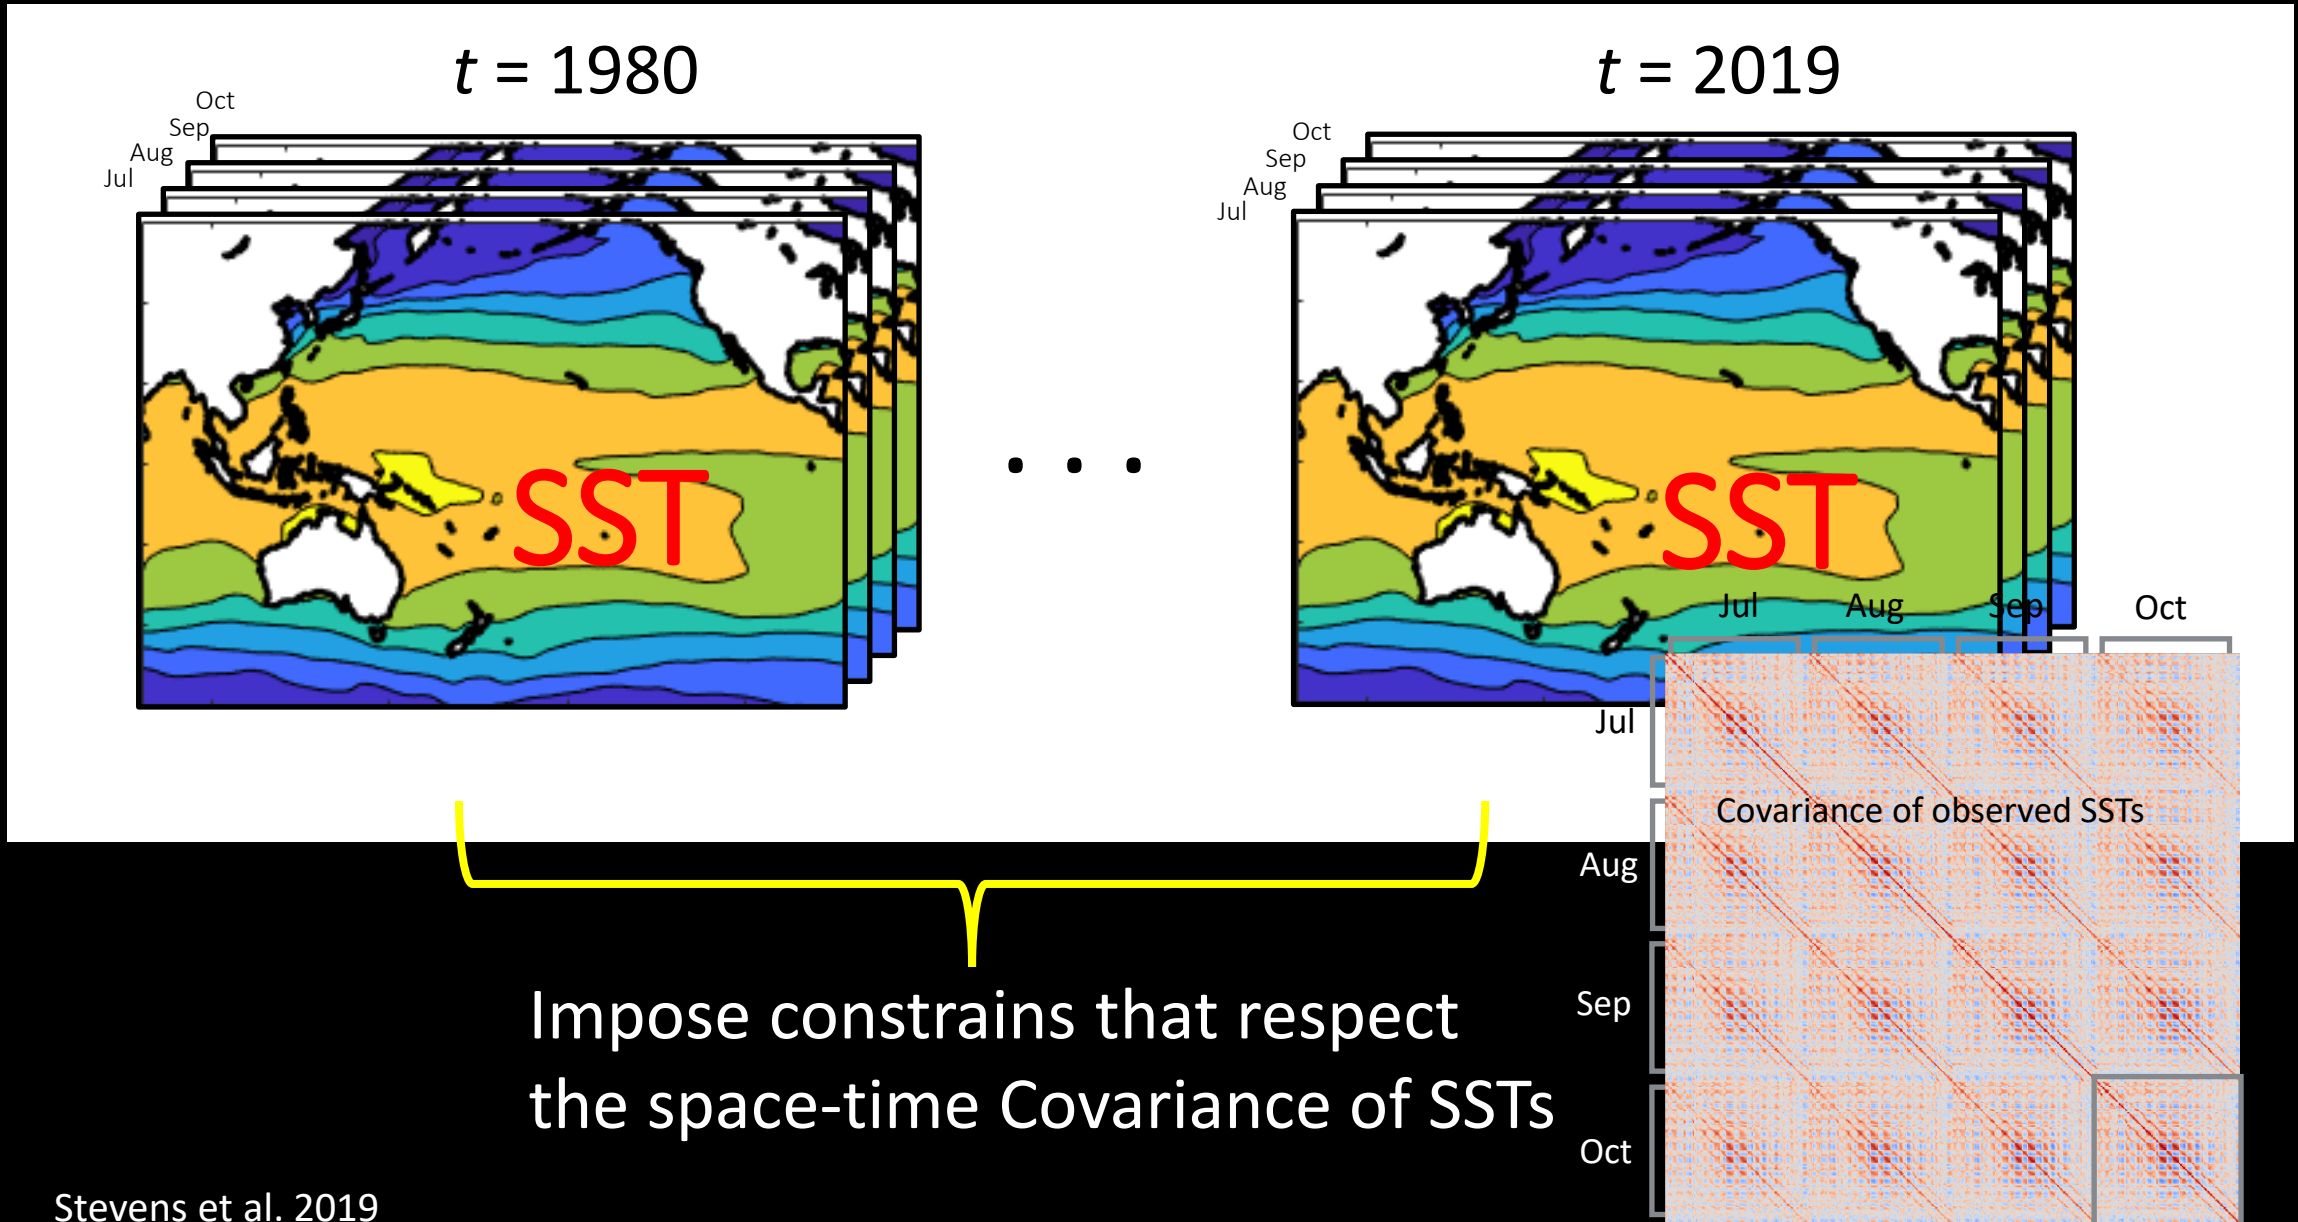 t = 1980
Oct
Sep
Aug
Jul
SST
t = 2019
Oct
Sep
Aug
Jul
SST
. . .
Jul Aug Sep Oct
Jul
Aug
Sep
Oct
Covariance of observed SSTs
Impose constrains that respect
the space-time Covariance of SSTs
Stevens et al. 2019